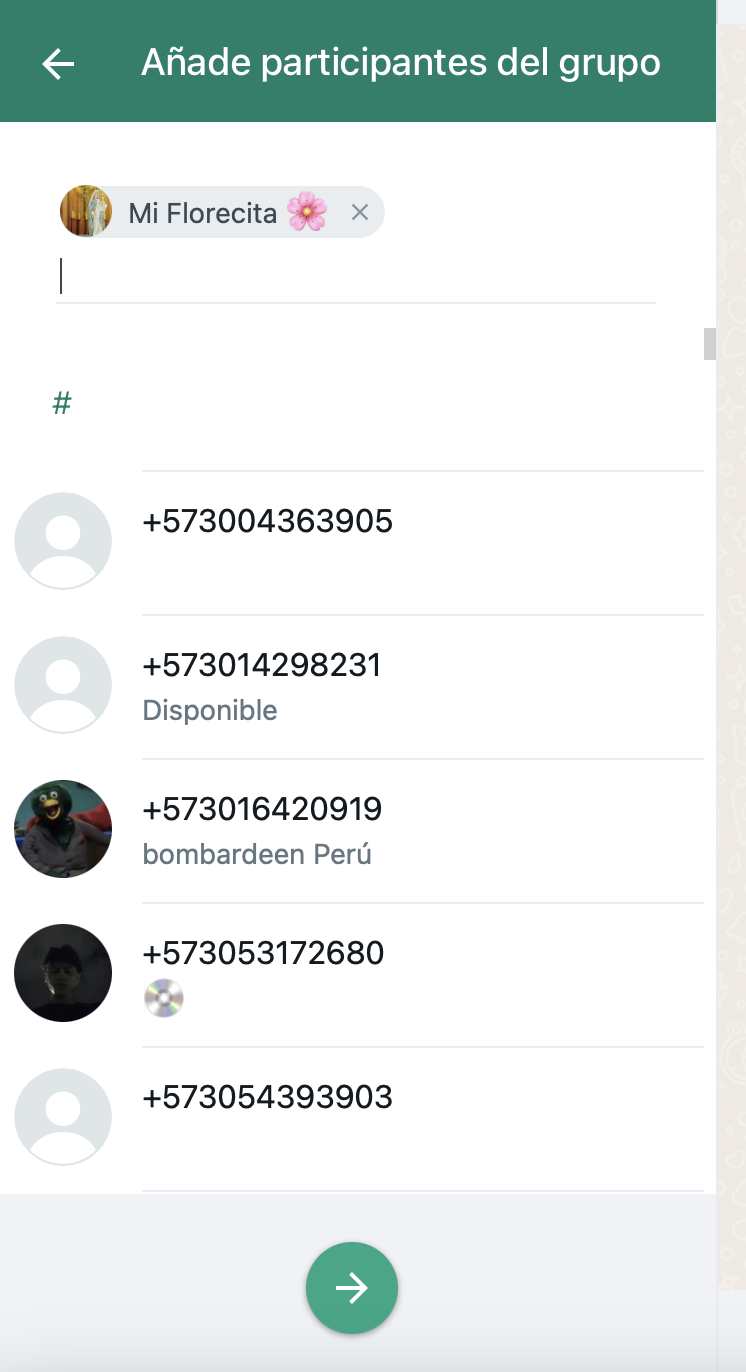 Añade participantes del grupo
Mi Florecita 🌸
#
+573004363905
+573014298231
Disponible
+573016420919
bombardeen Perú
+573053172680
💿
+573054393903